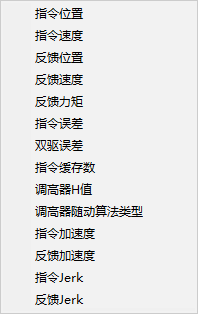 指令位置
指令速度
反馈位置
反馈速度
反馈力矩
指令误差
双驱误差
指令缓存数
调高器H值
调高器随动算法类型
指令加速度
反馈加速度
指令Jerk
反馈Jerk